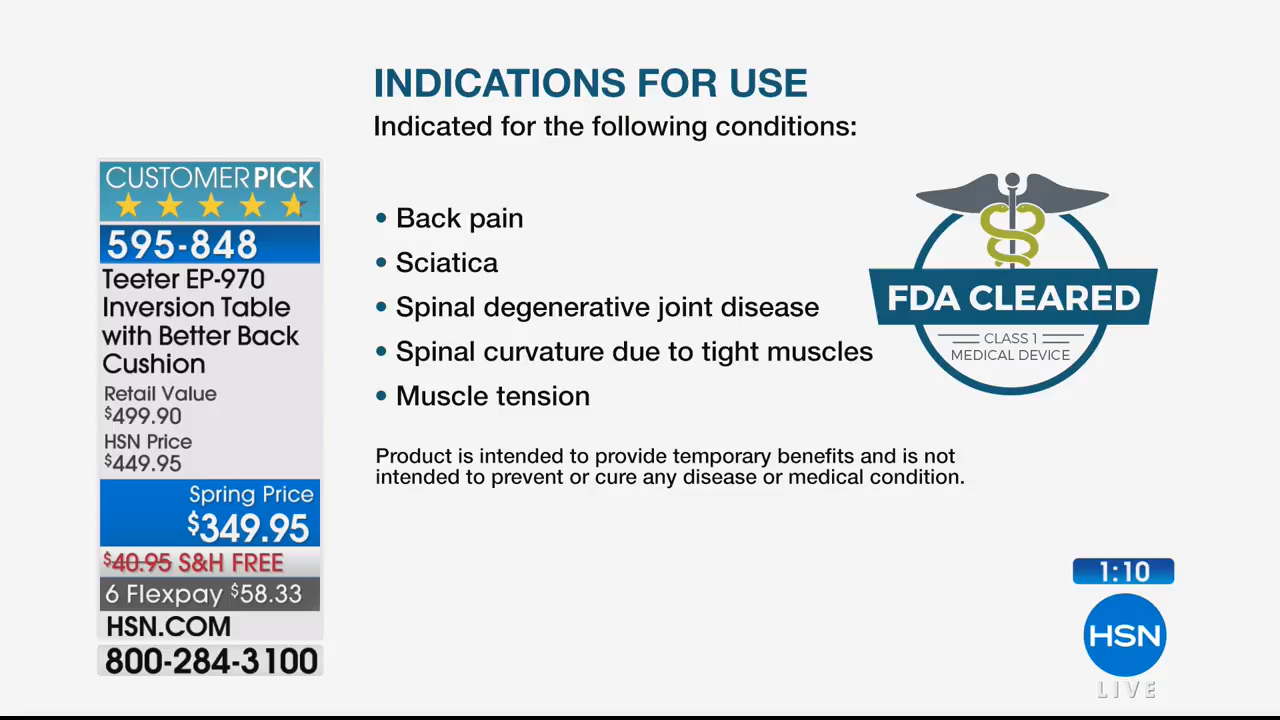 INDICATIONS FOR USE
Indicated for the following conditions:
• Back pain
• Sciatica
• Spinal degenerative joint disease
• Spinal curvature due to tight muscles
• Muscle tension
Product is intended to provide temporary benefits and is not
intended to prevent or cure any disease or medical condition.
FDA CLEARED
CLASS 1
MEDICAL DEVICE
CUSTOMER PICK
595-848
Teeter EP-970
Inversion Table
with Better Back
Cushion
Retail Value
$499.90
HSN Price
$449.95
Spring Price
$349.95
$40.95 S&H FREE
6 Flexpay $58.33
HSN.COM
800-284-3100
1:10
HSN
LIVE